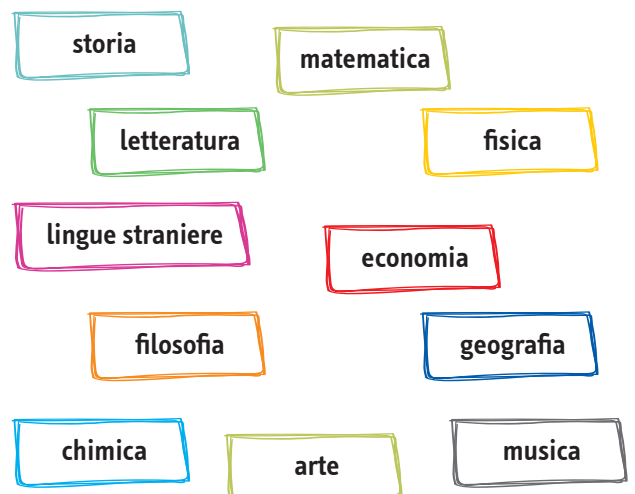 storia
matematica
letteratura
fisica
lingue straniere
economia
filosofia
geografia
chimica
arte
musica